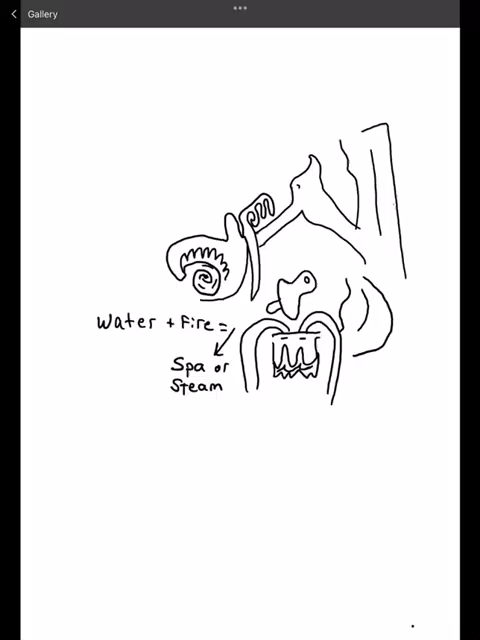 Gallery
Water + Fire =
Spa or
Steam